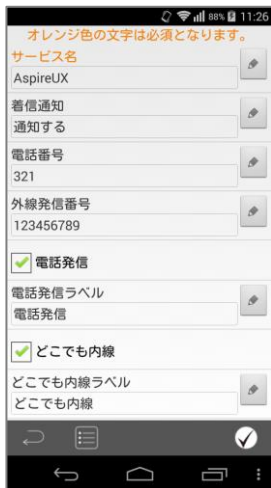 88% 11:26
オレンジ色の文字は必須となります。
サービス名
AspireUX
着信通知
通知する
電話番号
321
外線発信番号
123456789
電話発信
電話発信ラベル
電話発信
どこでも内線
どこでも内線ラベル
どこでも内線